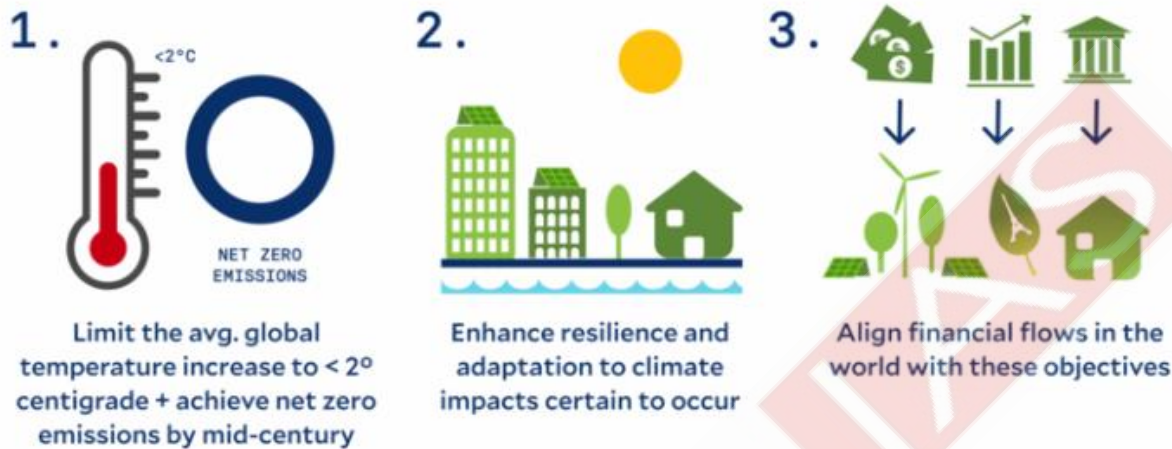 1.
<2°C
NET ZERO
EMISSIONS
Limit the avg. global
temperature increase to < 2º
centigrade + achieve net zero
emissions by mid-century
2.
Enhance resilience and
adaptation to climate
impacts certain to occur
3.
$
Align financial flows in the
world with these objectives
IAS